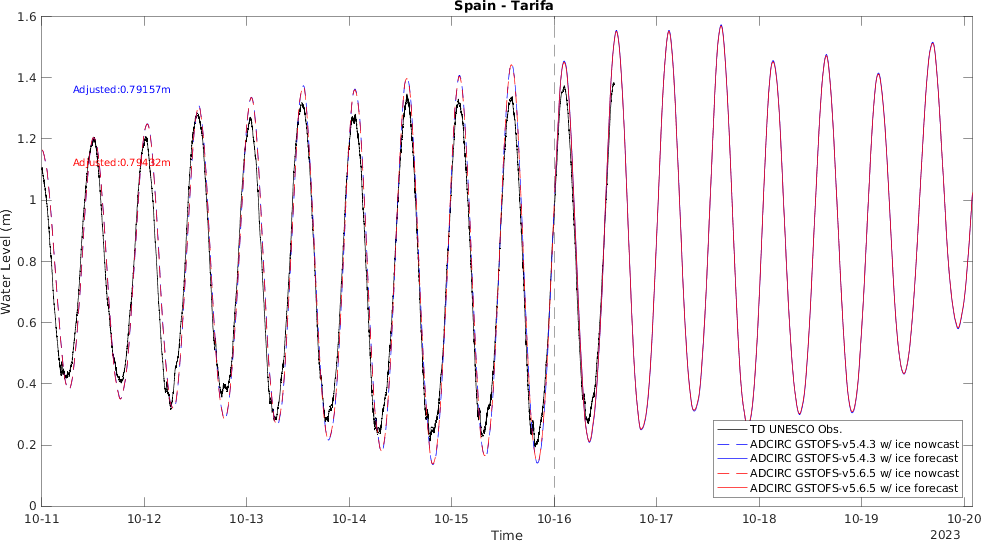 Spain - Tarifa
1.6
1.4
1.2
1
0.8
0.6
0.4
0.2
0
Water Level (m)
Adjusted:0.79157m
Adjusted:0.79432m
TD UNESCO Obs.
ADCIRC GSTOFS-v5.4.3 w/ ice nowcast
ADCIRC GSTOFS-v5.4.3 w/ ice forecast
ADCIRC GSTOFS-v5.6.5 w/ ice nowcast
ADCIRC GSTOFS-v5.6.5 w/ ice forecast
10-11 10-12 10-13 10-14 10-15 10-16 10-17 10-18 10-19 10-20
Time
2023